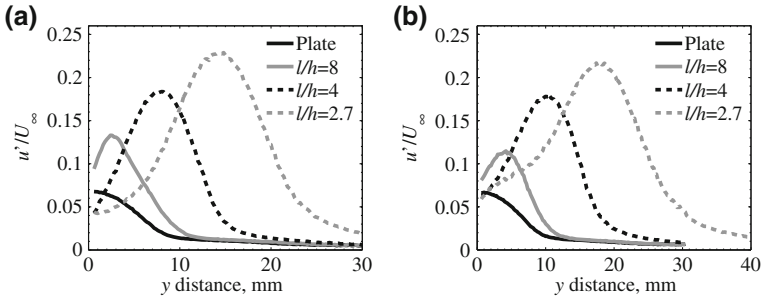 (a)
0.25
0.2
0.15
0.1
0.05
0
u'/U∞
Plate
l/h=8
l/h=4
l/h=2.7
0 10 20 30
y distance, mm
(b)
0.25
0.2
0.15
0.1
0.05
0
u'/U∞
Plate
l/h=8
l/h=4
l/h=2.7
0 10 20 30 40
y distance, mm